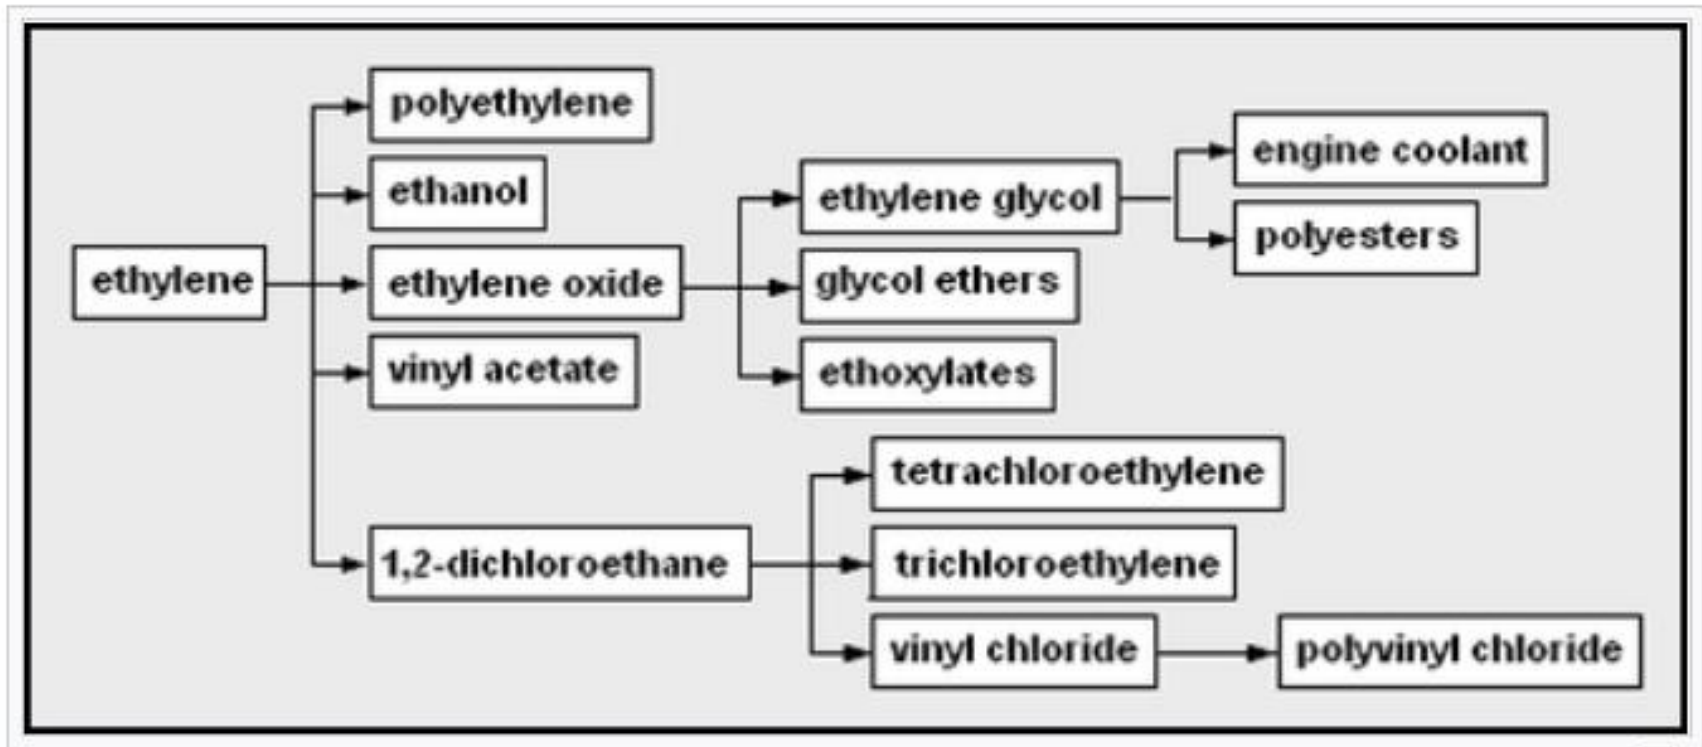 polyethylene
engine coolant
ethanol
ethylene glycol
polyesters
ethylene
ethylene oxide
glycol ethers
vinyl acetate
ethoxylates
tetrachloroethylene
1,2-dichloroethane
trichloroethylene
vinyl chloride
polyvinyl chloride